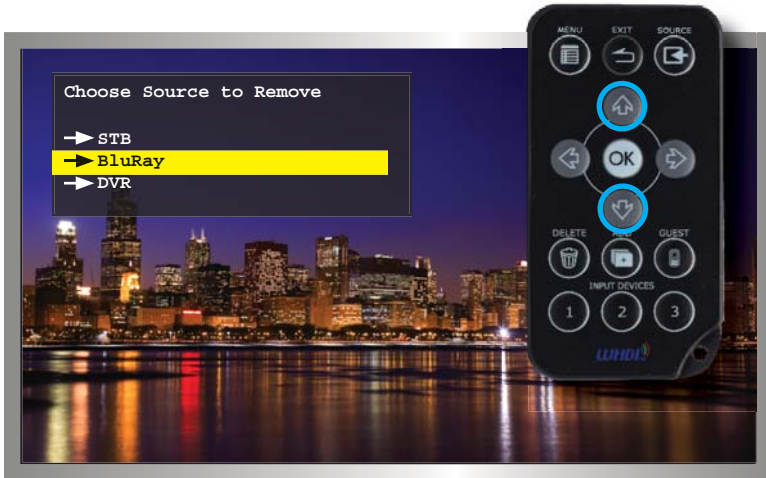 Choose Source to Remove
STB
BluRay
DVR
MENU EXIT SOURCE
OK
DELETE ADD GUEST
INPUT DEVICES
1 2 3
WHDI